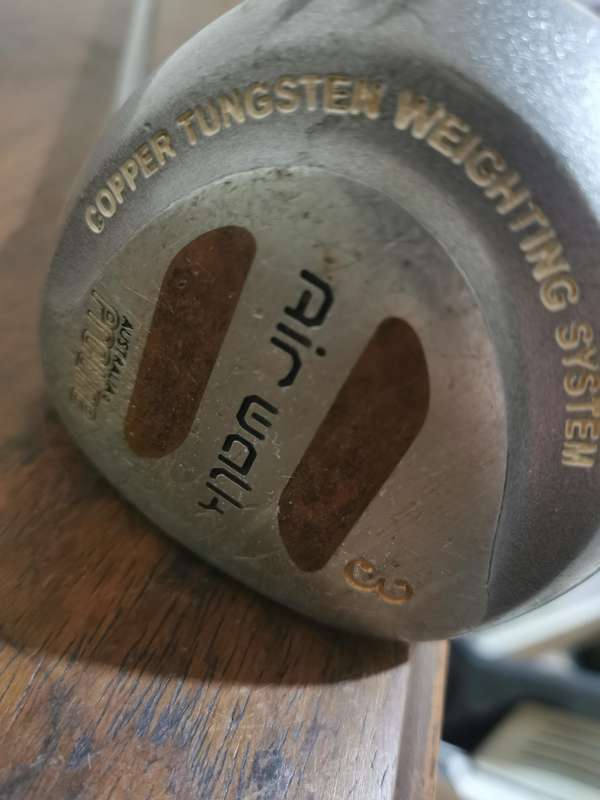 COPPER TUNGSTEN WEIGHTING SYSTEM
Air walk
AUSTRALIA
3